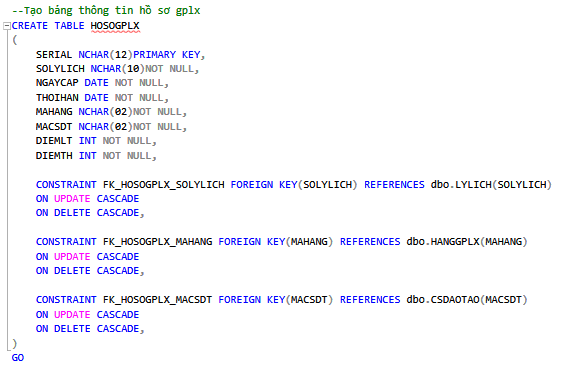 --Tạo bảng thông tin hồ sơ gplx
CREATE TABLE HOSOGPLX
(
SERIAL NCHAR(12)PRIMARY KEY,
SOLYLICH NCHAR(10)NOT NULL,
NGAYCAP DATE NOT NULL,
THOIHAN DATE NOT NULL,
MAHANG NCHAR(02)NOT NULL,
MACSDT NCHAR(02)NOT NULL,
DIEMLT INT NOT NULL,
DIEMTH INT NOT NULL,
CONSTRAINT FK_HOSOGPLX_SOLYLICH FOREIGN KEY(SOLYLICH) REFERENCES dbo.LYLICH(SOLYLICH)
ON UPDATE CASCADE
ON DELETE CASCADE,
CONSTRAINT FK_HOSOGPLX_MAHANG FOREIGN KEY(MAHANG) REFERENCES dbo.HANGGPLX(MAHANG)
ON UPDATE CASCADE
ON DELETE CASCADE,
CONSTRAINT FK_HOSOGPLX_MACSDT FOREIGN KEY(MACSDT) REFERENCES dbo.CSDAOTAO(MACSDT)
ON UPDATE CASCADE
ON DELETE CASCADE,
)
GO